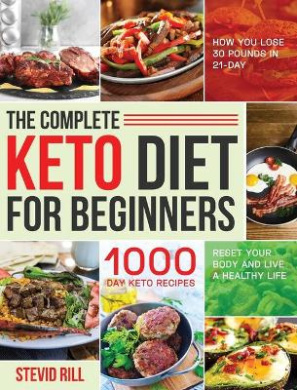 HOW YOU LOSE
30 POUNDS IN
21-DAY
THE COMPLETE
KETO DIET
FOR BEGINNERS
1000
DAY KETO RECIPES
RESET YOUR
BODY AND LIVE
A HEALTHY LIFE
STEVID RILL